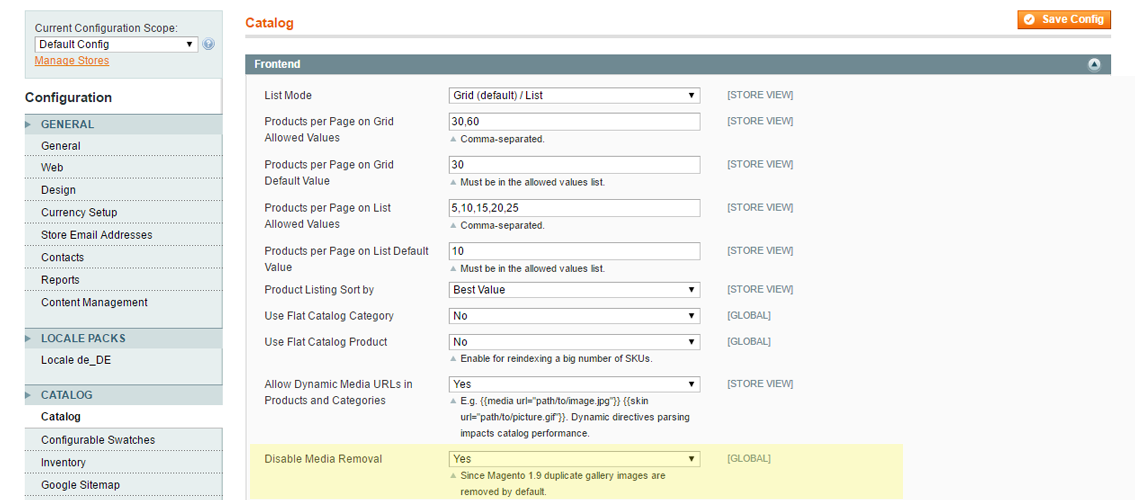 Current Configuration Scope:
Default Config
Manage Stores
Configuration
GENERAL
General
Web
Design
Currency Setup
Store Email Addresses
Contacts
Reports
Content Management
LOCALE PACKS
Locale de_DE
CATALOG
Catalog
Configurable Swatches
Inventory
Google Sitemap
Catalog
Save Config
Frontend
List Mode
Grid (default) / List
[STORE VIEW]
Products per Page on Grid
Allowed Values
30,60
[STORE VIEW]
Comma-separated.
Products per Page on Grid
Default Value
30
[STORE VIEW]
Must be in the allowed values list.
Products per Page on List
Allowed Values
5,10,15,20,25
[STORE VIEW]
Comma-separated.
Products per Page on List Default
Value
10
[STORE VIEW]
Must be in the allowed values list.
Product Listing Sort by
Best Value
[STORE VIEW]
Use Flat Catalog Category
No
[GLOBAL]
Use Flat Catalog Product
No
[GLOBAL]
Enable for reindexing a big number of SKUs.
Allow Dynamic Media URLs in
Products and Categories
Yes
[STORE VIEW]
E.g. {{media url="path/to/image.jpg"}} {{skin
url="path/to/picture.gif"}}. Dynamic directives parsing
impacts catalog performance.
Disable Media Removal
Yes
[GLOBAL]
Since Magento 1.9 duplicate gallery images are
removed by default.